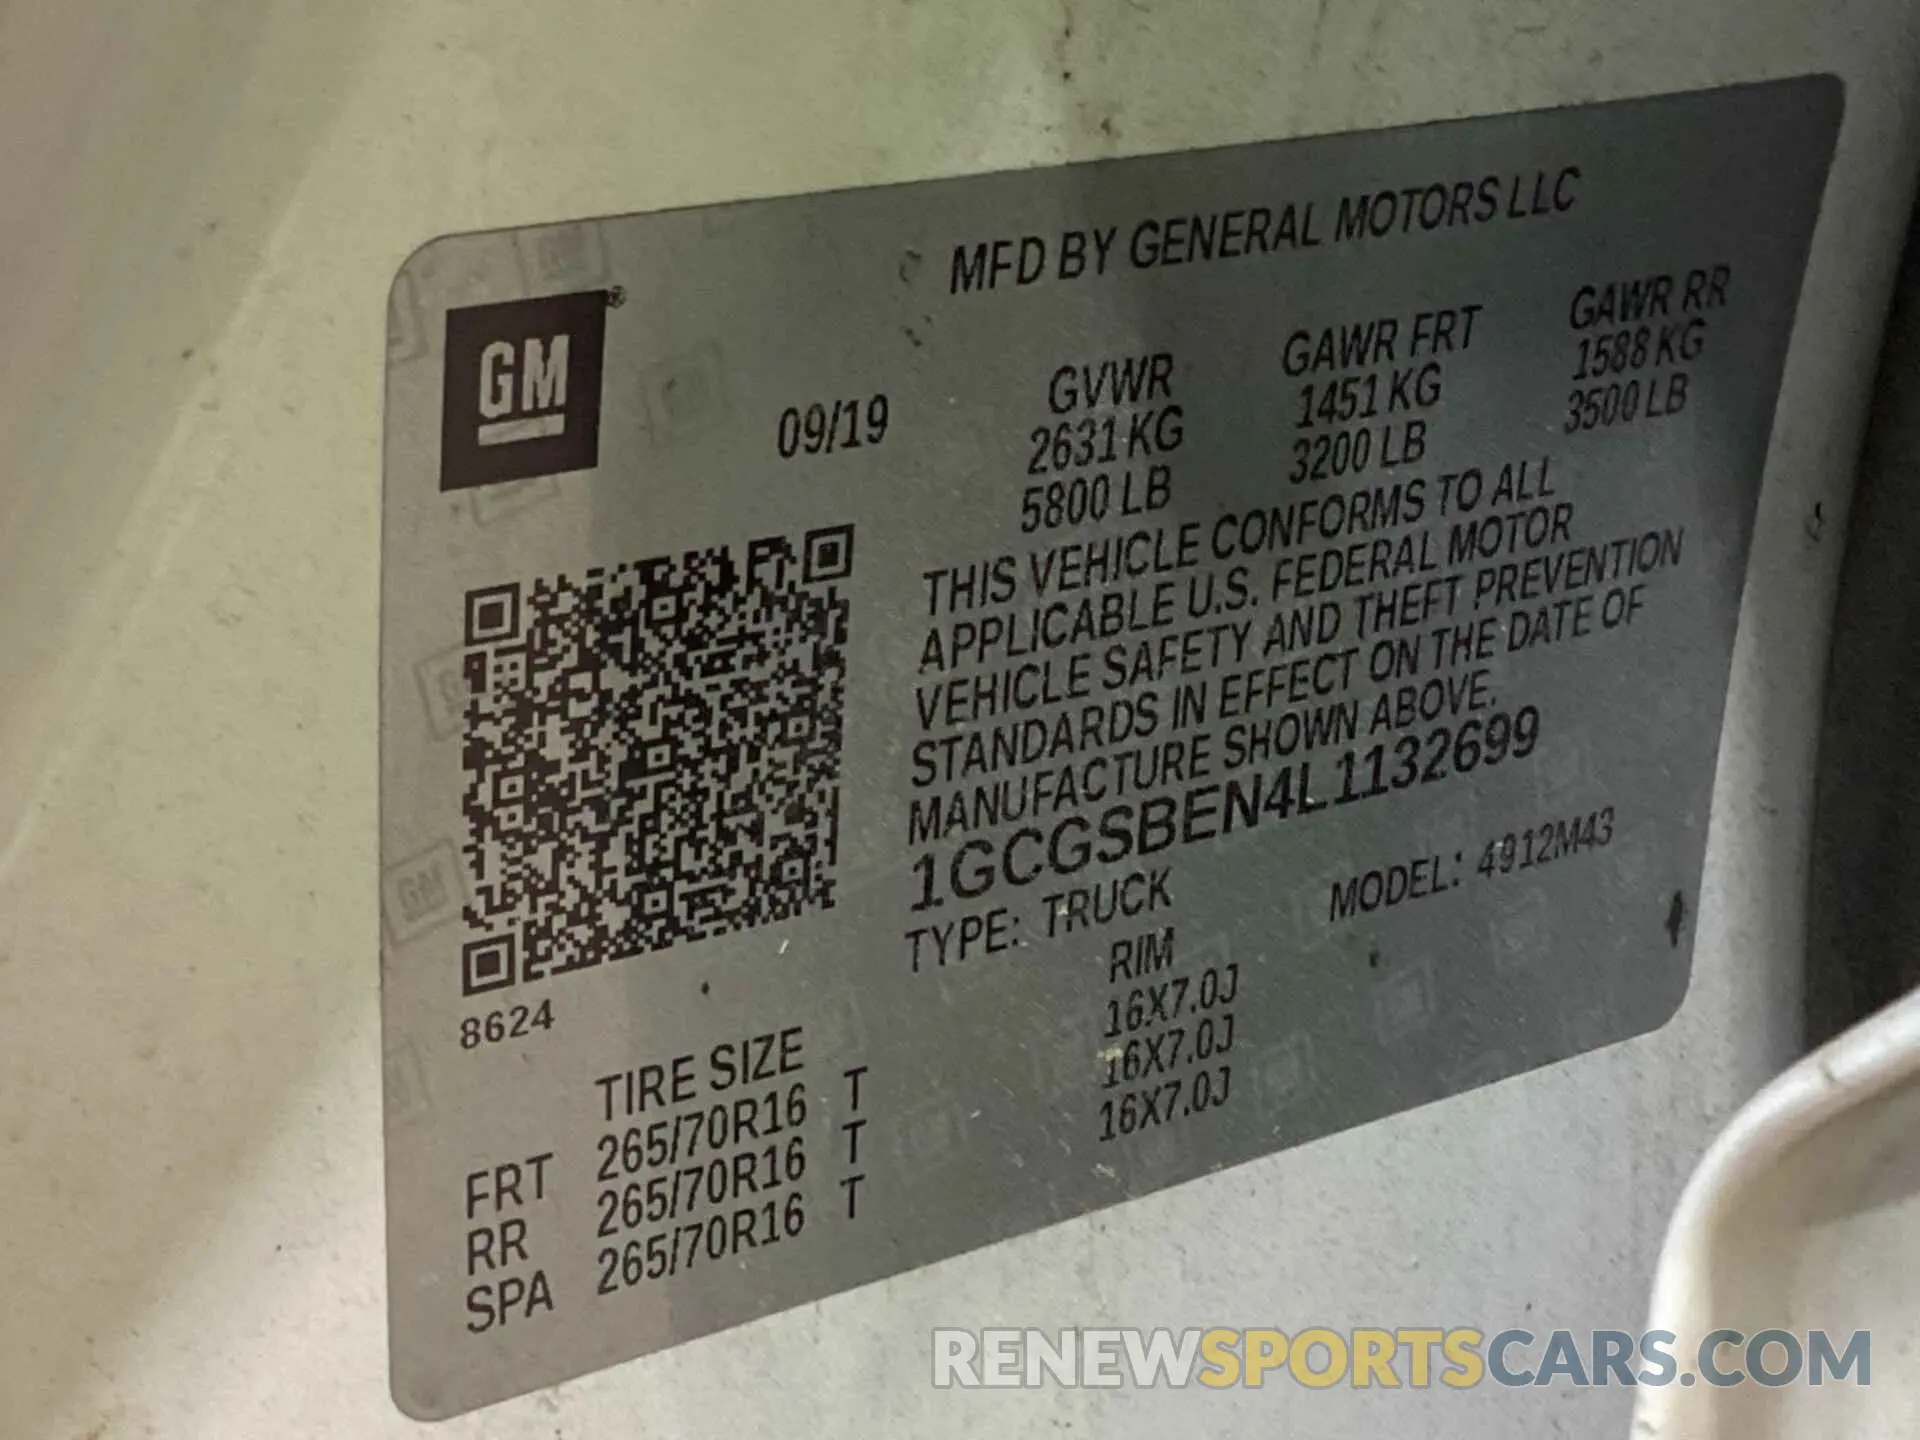 MFD BY GENERAL MOTORS LLC
GM®
09/19
GVWR GAWR FRT GAWR RR
2631 KG 1451 KG 1588 KG
5800 LB 3200 LB 3500 LB
THIS VEHICLE CONFORMS TO ALL
APPLICABLE U.S. FEDERAL MOTOR
VEHICLE SAFETY AND THEFT PREVENTION
STANDARDS IN EFFECT ON THE DATE OF
MANUFACTURE SHOWN ABOVE.
1GCGSBEN4L1132699
TYPE: TRUCK MODEL: 4912M43
8624
TIRE SIZE RIM
FRT 265/70R16 T 16X7.0J
RR 265/70R16 T 16X7.0J
SPA 265/70R16 T 16X7.0J
RENEWSPORTSCARS.COM